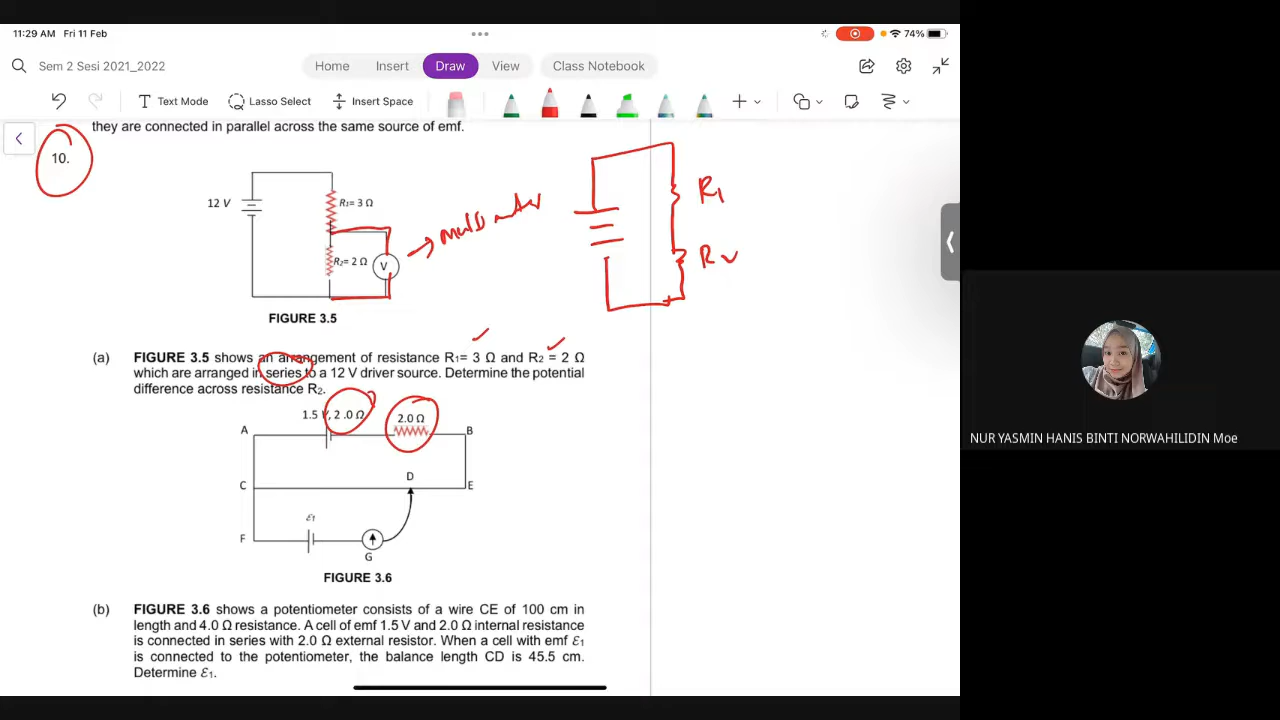 11:29 AM Fri 11 Feb
74%
Sem 2 Sesi 2021_2022
Home Insert Draw View Class Notebook
Text Mode Lasso Select Insert Space
they are connected in parallel across the same source of emf.
10.
12 V
R1= 3 Ω
R2= 2 Ω
V
R1
R2
FIGURE 3.5
(a) FIGURE 3.5 shows an arrangement of resistance R1= 3 Ω and R2 = 2 Ω
which are arranged in series to a 12 V driver source. Determine the potential
difference across resistance R2.
1.5 V, 2.0 Ω
2.0 Ω
A
B
C
D
E
ℰ1
F
G
FIGURE 3.6
(b) FIGURE 3.6 shows a potentiometer consists of a wire CE of 100 cm in
length and 4.0 Ω resistance. A cell of emf 1.5 V and 2.0 Ω internal resistance
is connected in series with 2.0 Ω external resistor. When a cell with emf ℰ1
is connected to the potentiometer, the balance length CD is 45.5 cm.
Determine ℰ1.
NUR YASMIN HANIS BINTI NORWAHILIDIN Moe